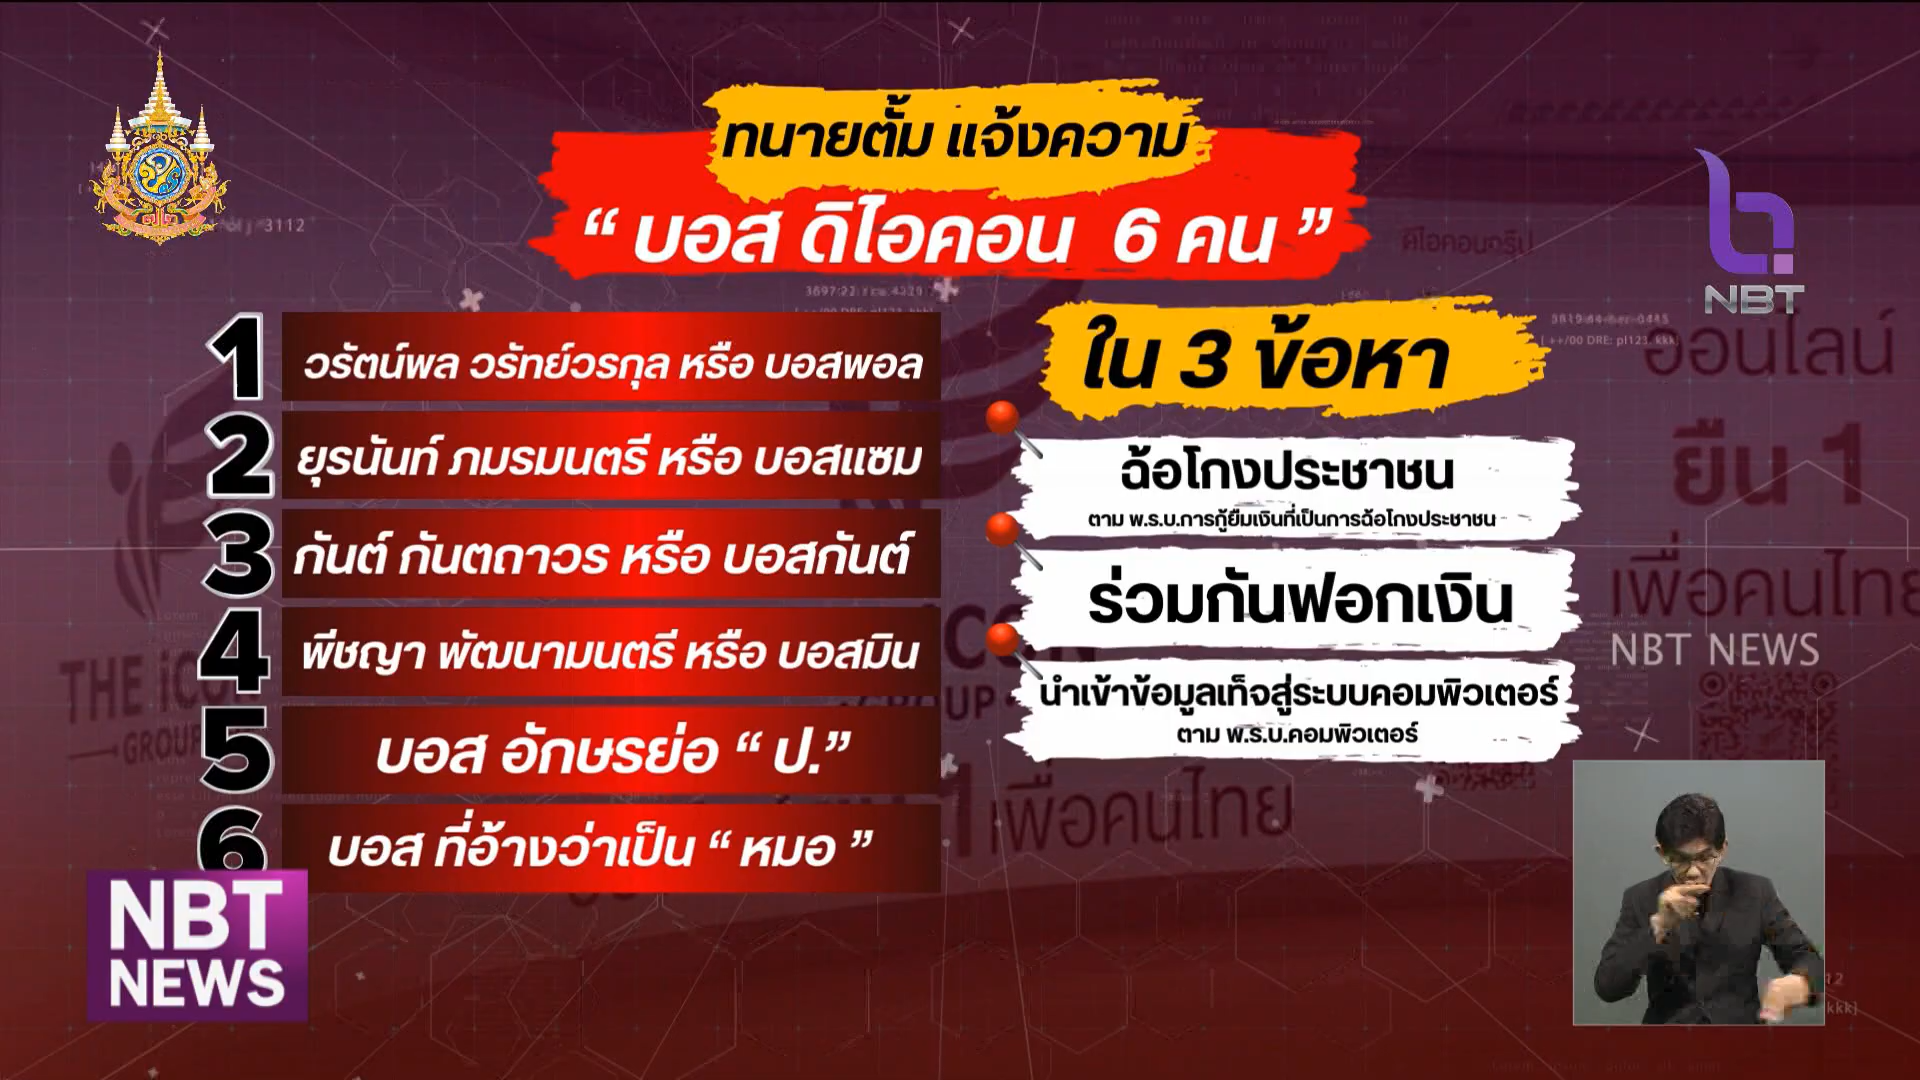 ทนายตั้ม แจ้งความ
“ บอส ดิไอคอน 6 คน ”
NBT
1 วรัตน์พล วรัทย์วรกุล หรือ บอสพอล
2 ยุรนันท์ ภมรมนตรี หรือ บอสแซม
3 กันต์ กันตถาวร หรือ บอสกันต์
4 พีชญา พัฒนามนตรี หรือ บอสมิน
5 บอส อักษรย่อ “ ป.”
6 บอส ที่อ้างว่าเป็น “ หมอ ”
ใน 3 ข้อหา
ฉ้อโกงประชาชน
ตาม พ.ร.บ.การกู้ยืมเงินที่เป็นการฉ้อโกงประชาชน
ร่วมกันฟอกเงิน
นำเข้าข้อมูลเท็จสู่ระบบคอมพิวเตอร์
ตาม พ.ร.บ.คอมพิวเตอร์
ดิไอคอนกรุ๊ป
ออนไลน์
ยืน 1
เพื่อคนไทย
NBT NEWS
THE iCON
GROUP
1 เพื่อคนไทย
NBT
NEWS